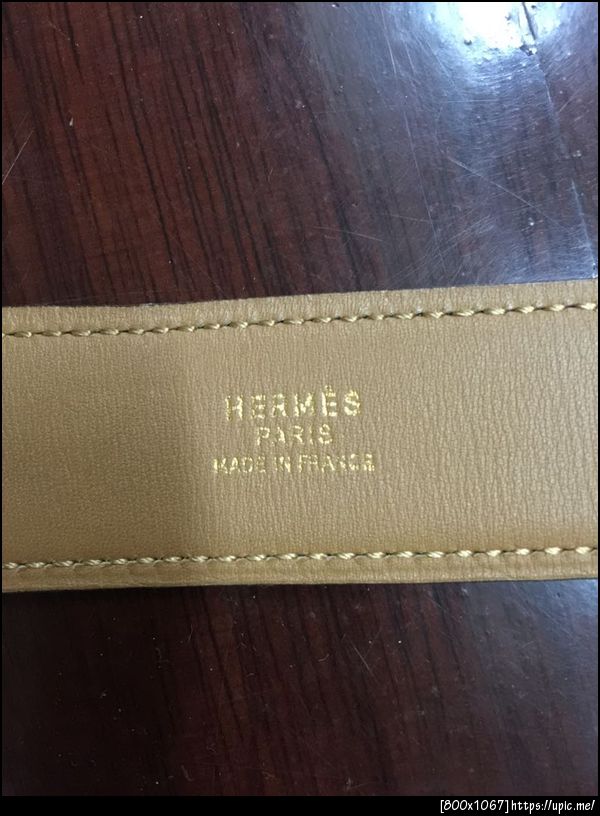 HERMÈS
PARIS
MADE IN FRANCE
[800x1067]https://upic.me/